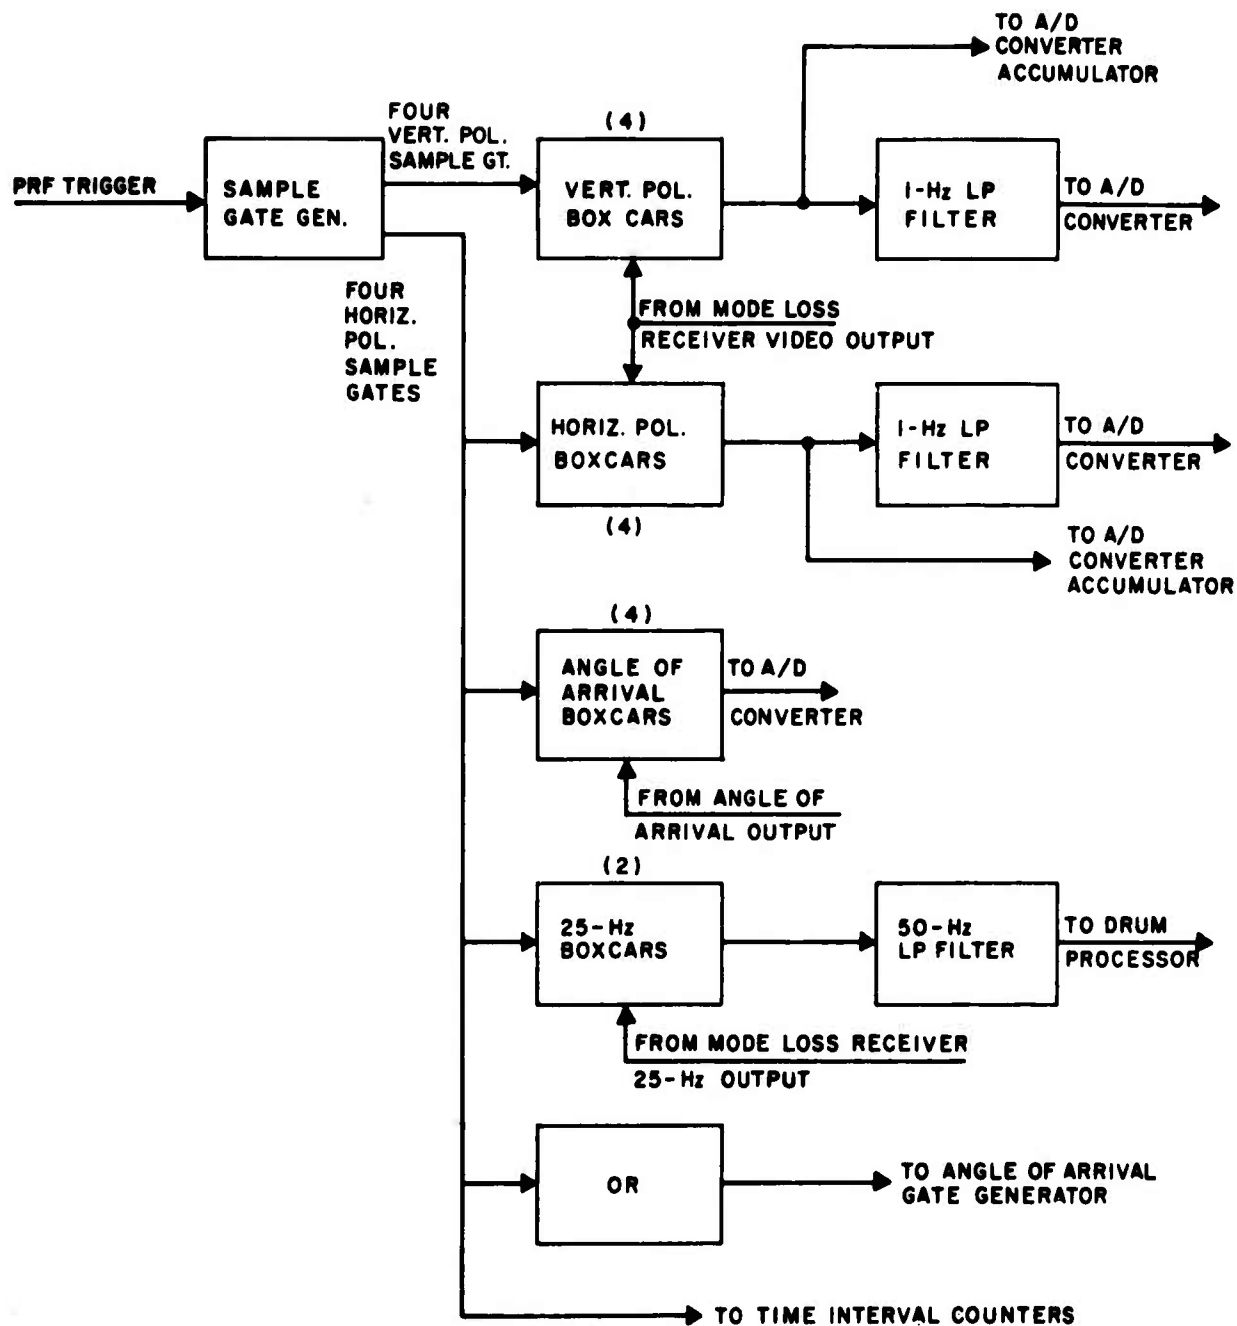 TO A/D
CONVERTER
ACCUMULATOR
FOUR
VERT. POL.
SAMPLE GT.
(4)
PRF TRIGGER
SAMPLE
GATE GEN.
VERT. POL.
BOX CARS
1-Hz LP
FILTER
TO A/D
CONVERTER
FOUR
HORIZ.
POL.
SAMPLE
GATES
FROM MODE LOSS
RECEIVER VIDEO OUTPUT
HORIZ. POL.
BOXCARS
(4)
1-Hz LP
FILTER
TO A/D
CONVERTER
TO A/D
CONVERTER
ACCUMULATOR
(4)
ANGLE OF
ARRIVAL
BOXCARS
TO A/D
CONVERTER
FROM ANGLE OF
ARRIVAL OUTPUT
(2)
25-Hz
BOXCARS
50-Hz
LP FILTER
TO DRUM
PROCESSOR
FROM MODE LOSS RECEIVER
25-Hz OUTPUT
OR
TO ANGLE OF ARRIVAL
GATE GENERATOR
TO TIME INTERVAL COUNTERS